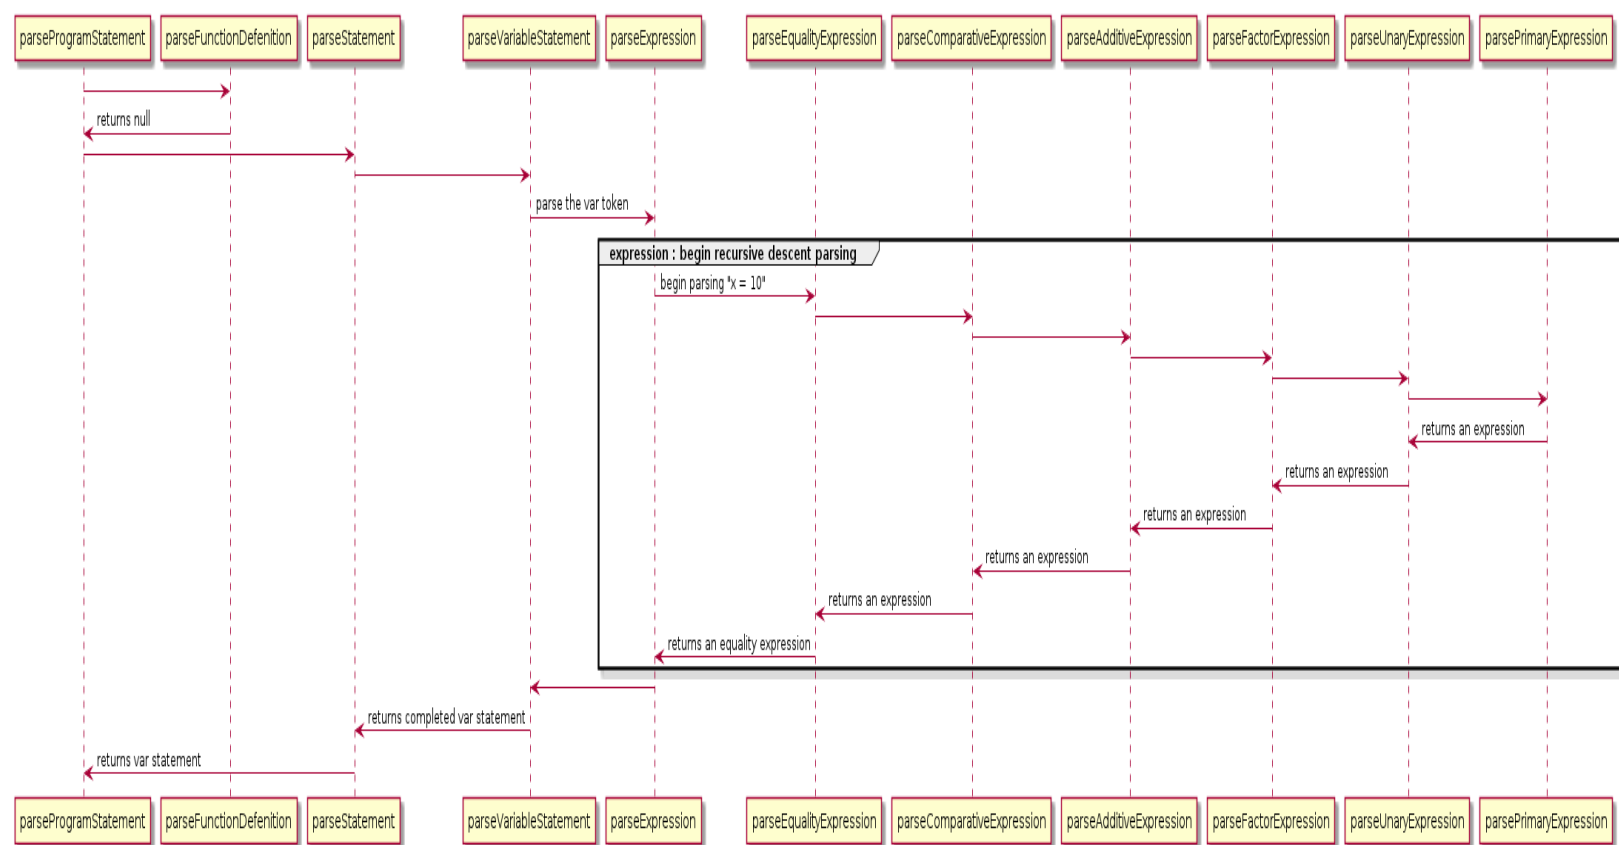 parseProgramStatement parseFunctionDefenition parseStatement parseVariableStatement parseExpression parseEqualityExpression parseComparativeExpression parseAdditiveExpression parseFactorExpression parseUnaryExpression parsePrimaryExpression
returns null
parse the var token
expression : begin recursive descent parsing
begin parsing "x = 10"
returns an expression
returns an expression
returns an expression
returns an expression
returns an expression
returns an equality expression
returns completed var statement
returns var statement
parseProgramStatement parseFunctionDefenition parseStatement parseVariableStatement parseExpression parseEqualityExpression parseComparativeExpression parseAdditiveExpression parseFactorExpression parseUnaryExpression parsePrimaryExpression